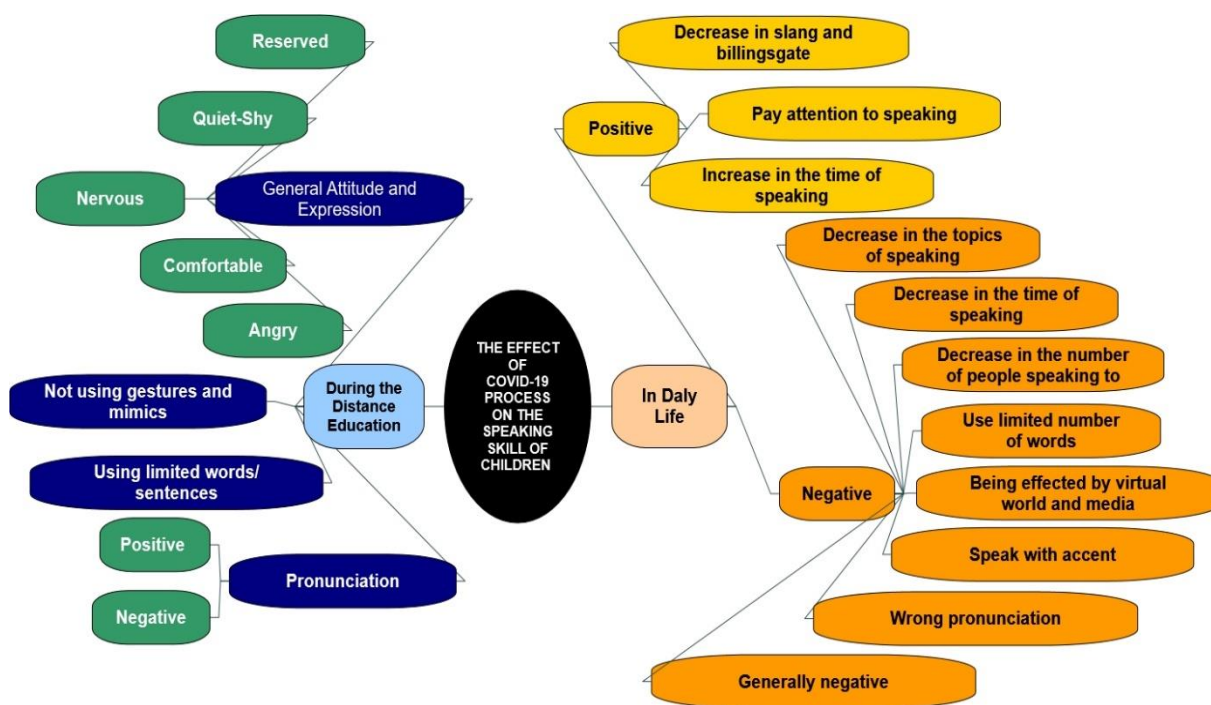 Reserved
Quiet-Shy
Nervous
General Attitude and
Expression
Comfortable
Angry
Not using gestures and
mimics
During the
Distance
Education
Using limited words/
sentences
Positive
Pronunciation
Negative
THE EFFECT
OF
COVID-19
PROCESS
ON THE
SPEAKING
SKILL OF
CHILDREN
In Daly
Life
Positive
Decrease in slang and
billingsgate
Pay attention to speaking
Increase in the time of
speaking
Negative
Decrease in the topics
of speaking
Decrease in the time of
speaking
Decrease in the number
of people speaking to
Use limited number
of words
Being effected by virtual
world and media
Speak with accent
Wrong pronunciation
Generally negative